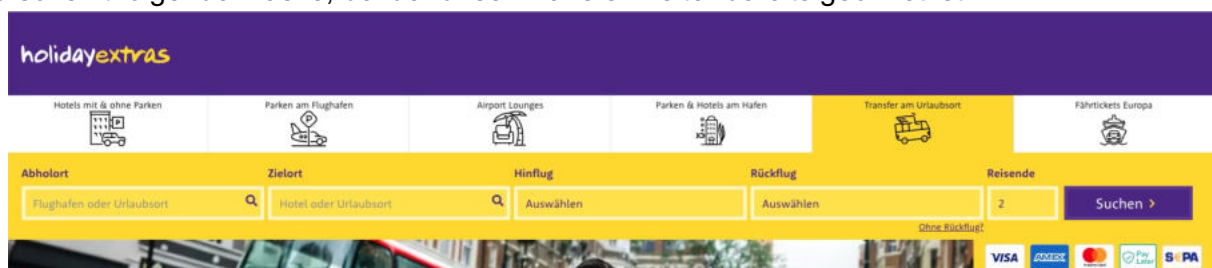 holidayextras
Hotels mit & ohne Parken
Parken am Flughafen
Airport Lounges
Parken & Hotels am Hafen
Transfer am Urlaubsort
Fährtickets Europa
Abholort
Zielort
Hinflug
Rückflug
Reisende
Flughafen oder Urlaubsort
Hotel oder Urlaubsort
Auswählen
Auswählen
2
Suchen >
Ohne Rückflug?
VISA
AMEX
Pay Later
SEPA